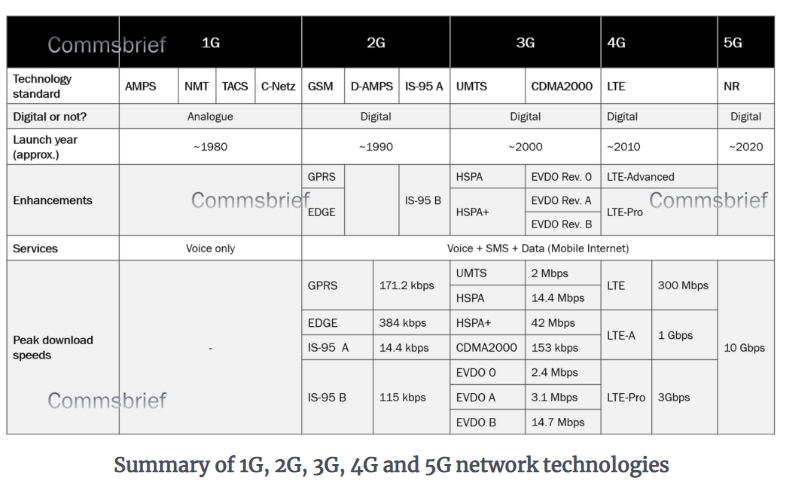 Commsbrief
1G 2G 3G 4G 5G
Technology standard AMPS NMT TACS C-Netz GSM D-AMPS IS-95 A UMTS CDMA2000 LTE NR
Digital or not? Analogue Digital Digital Digital Digital
Launch year (approx.) ~1980 ~1990 ~2000 ~2010 ~2020
Enhancements
GPRS HSPA EVDO Rev. 0 LTE-Advanced
EDGE IS-95 B HSPA+ EVDO Rev. A LTE-Pro
EVDO Rev. B
Commsbrief
Commsbrief
Services Voice only Voice + SMS + Data (Mobile Internet)
Peak download speeds
-
GPRS 171.2 kbps UMTS 2 Mbps LTE 300 Mbps
HSPA 14.4 Mbps
EDGE 384 kbps HSPA+ 42 Mbps LTE-A 1 Gbps
IS-95 A 14.4 kbps CDMA2000 153 kbps
10 Gbps
IS-95 B 115 kbps EVDO 0 2.4 Mbps LTE-Pro 3Gbps
EVDO A 3.1 Mbps
EVDO B 14.7 Mbps
Commsbrief
Summary of 1G, 2G, 3G, 4G and 5G network technologies